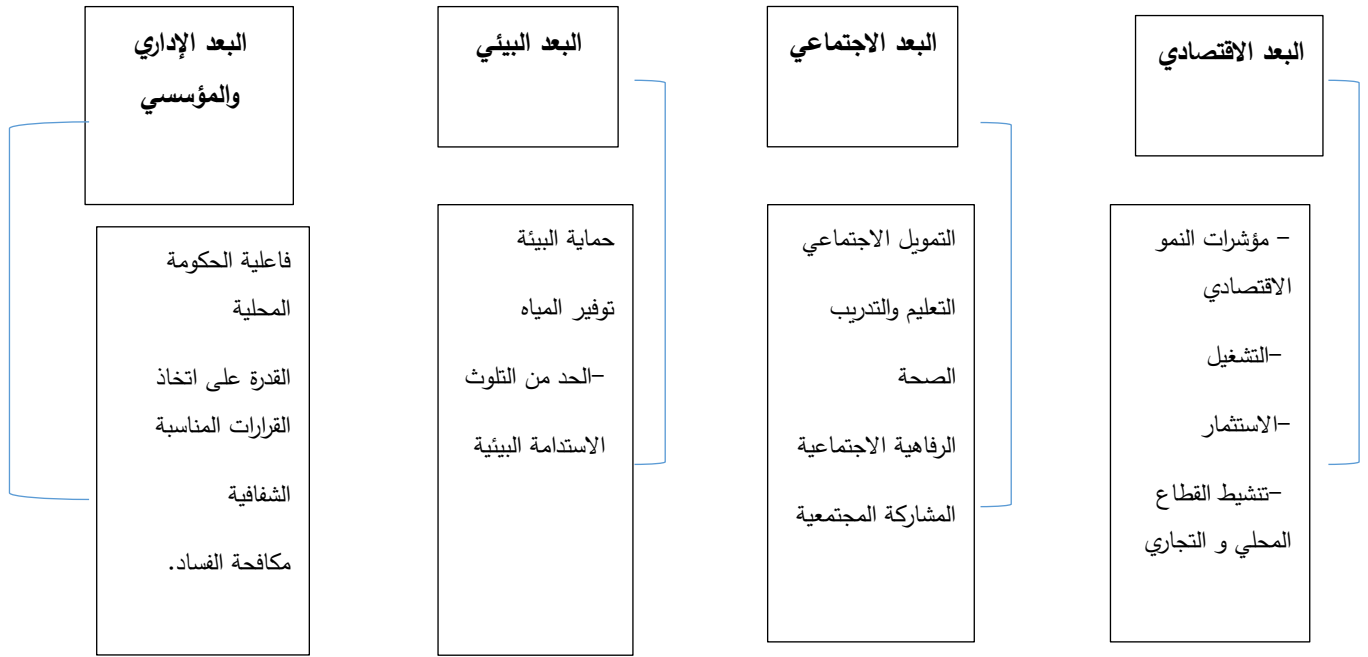 البعد الاقتصادي
– مؤشرات النمو
الاقتصادي
–التشغيل
–الاستثمار
–تنشيط القطاع
المحلي و التجاري
البعد الاجتماعي
التمويل الاجتماعي
التعليم والتدريب
الصحة
الرفاهية الاجتماعية
المشاركة المجتمعية
البعد البيئي
حماية البيئة
توفير المياه
–الحد من التلوث
الاستدامة البيئية
البعد الإداري
والمؤسسي
فاعلية الحكومة
المحلية
القدرة على اتخاذ
القرارات المناسبة
الشفافية
مكافحة الفساد.